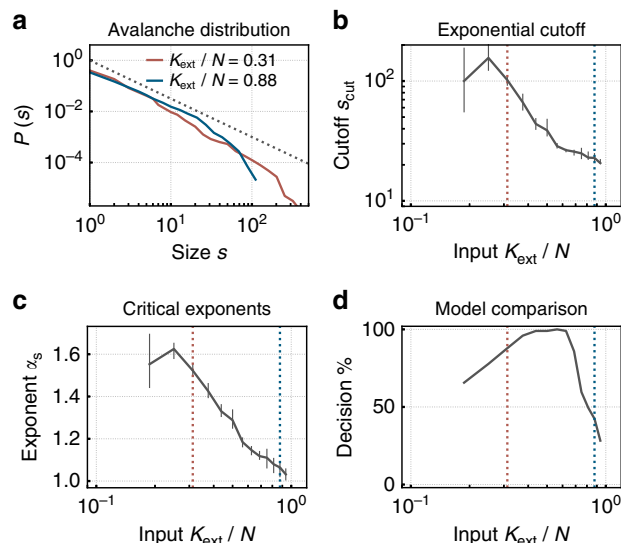 a
Avalanche distribution
K_ext / N = 0.31
K_ext / N = 0.88
10^0
10^−2
10^−4
P (s)
10^0 10^1 10^2
Size s
b
Exponential cutoff
10^2
10^1
Cutoff s_cut
10^−1 10^0
Input K_ext / N
c
Critical exponents
1.6
1.4
1.2
1.0
Exponent α_s
10^−1 10^0
Input K_ext / N
d
Model comparison
100
50
0
Decision %
10^−1 10^0
Input K_ext / N